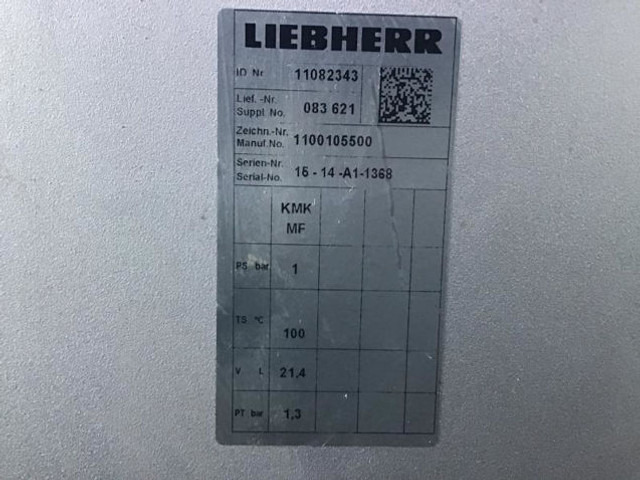 LIEBHERR
ID Nr. 11082343
Lief. -Nr.
Suppl. No. 083 621
Zeichn.-Nr.
Manuf.No. 1100105500
Serien-Nr.
Serial-No. 16 - 14 -A1-1368
KMK
MF
PS bar 1
TS °C 100
V L 21,4
PT bar 1,3